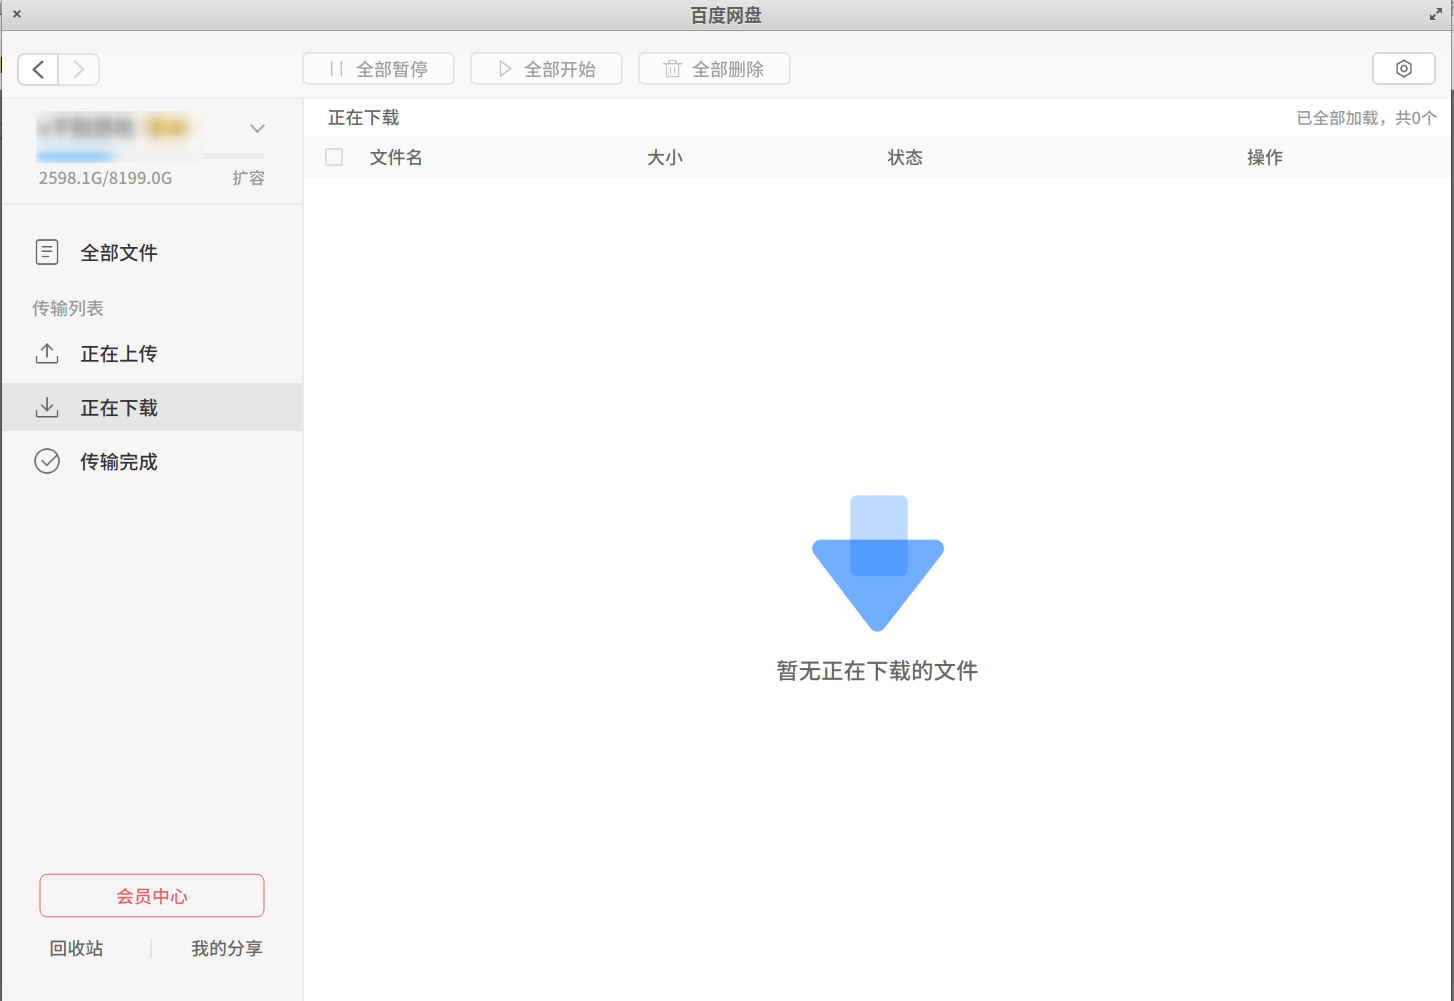 百度网盘
全部暂停 全部开始 全部删除
正在下载 已全部加载，共0个
文件名 大小 状态 操作
2598.1G/8199.0G 扩容
全部文件
传输列表
正在上传
正在下载
传输完成
暂无正在下载的文件
会员中心
回收站 我的分享